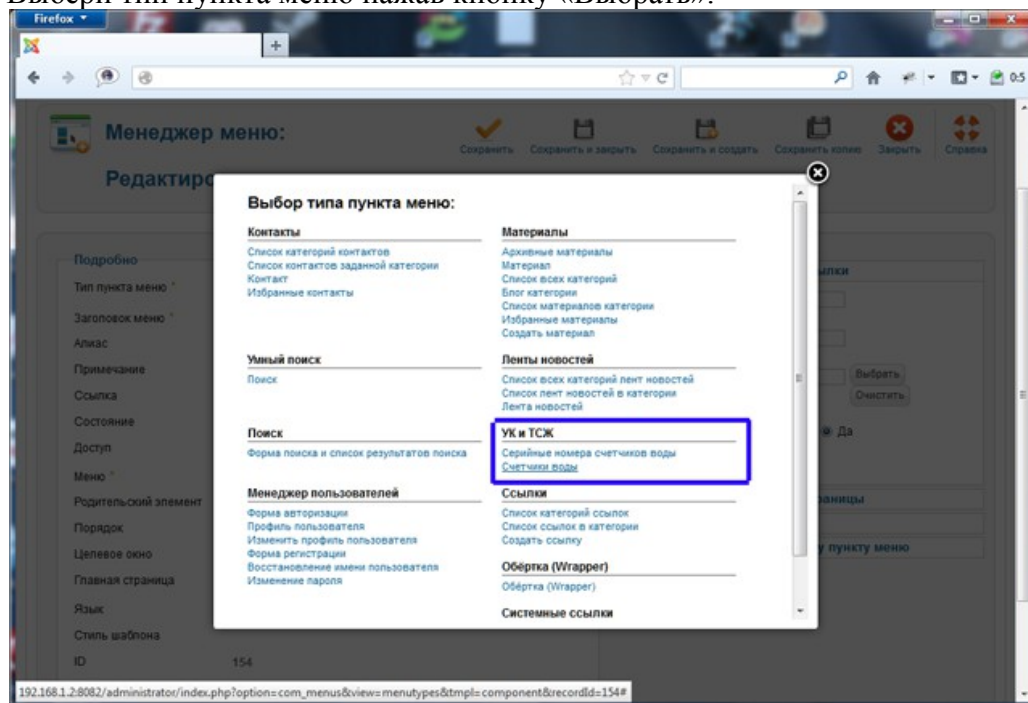 Выбери тип пункта меню нажав кнопку «Выбрать».
Firefox
0:5
Менеджер меню:
Сохранить Сохранить и закрыть Сохранить и создать Сохранить копию Закрыть Справка
Редактиро
Выбор типа пункта меню:
Контакты
Список категорий контактов
Список контактов заданной категории
Контакт
Избранные контакты
Материалы
Архивные материалы
Материал
Список всех категорий
Блог категории
Список материалов категории
Избранные материалы
Создать материал
Умный поиск
Поиск
Ленты новостей
Список всех категорий лент новостей
Список лент новостей в категории
Лента новостей
Поиск
Форма поиска и список результатов поиска
УК и ТСЖ
Серийные номера счетчиков воды
Счетчики воды
Менеджер пользователей
Форма авторизации
Профиль пользователя
Изменить профиль пользователя
Форма регистрации
Восстановление имени пользователя
Изменение пароля
Ссылки
Список категорий ссылок
Список ссылок в категории
Создать ссылку
Обёртка (Wrapper)
Обёртка (Wrapper)
Системные ссылки
Подробно
Тип пункта меню *
Заголовок меню *
Алиас
Примечание
Ссылка
Состояние
Доступ
Меню *
Родительский элемент
Порядок
Целевое окно
Главная страница
Язык
Стиль шаблона
ID 154
ылки
Выбрать
Очистить
Да
раницы
у пункту меню
192.168.1.2:8082/administrator/index.php?option=com_menus&view=menutypes&tmpl=component&recordId=154#